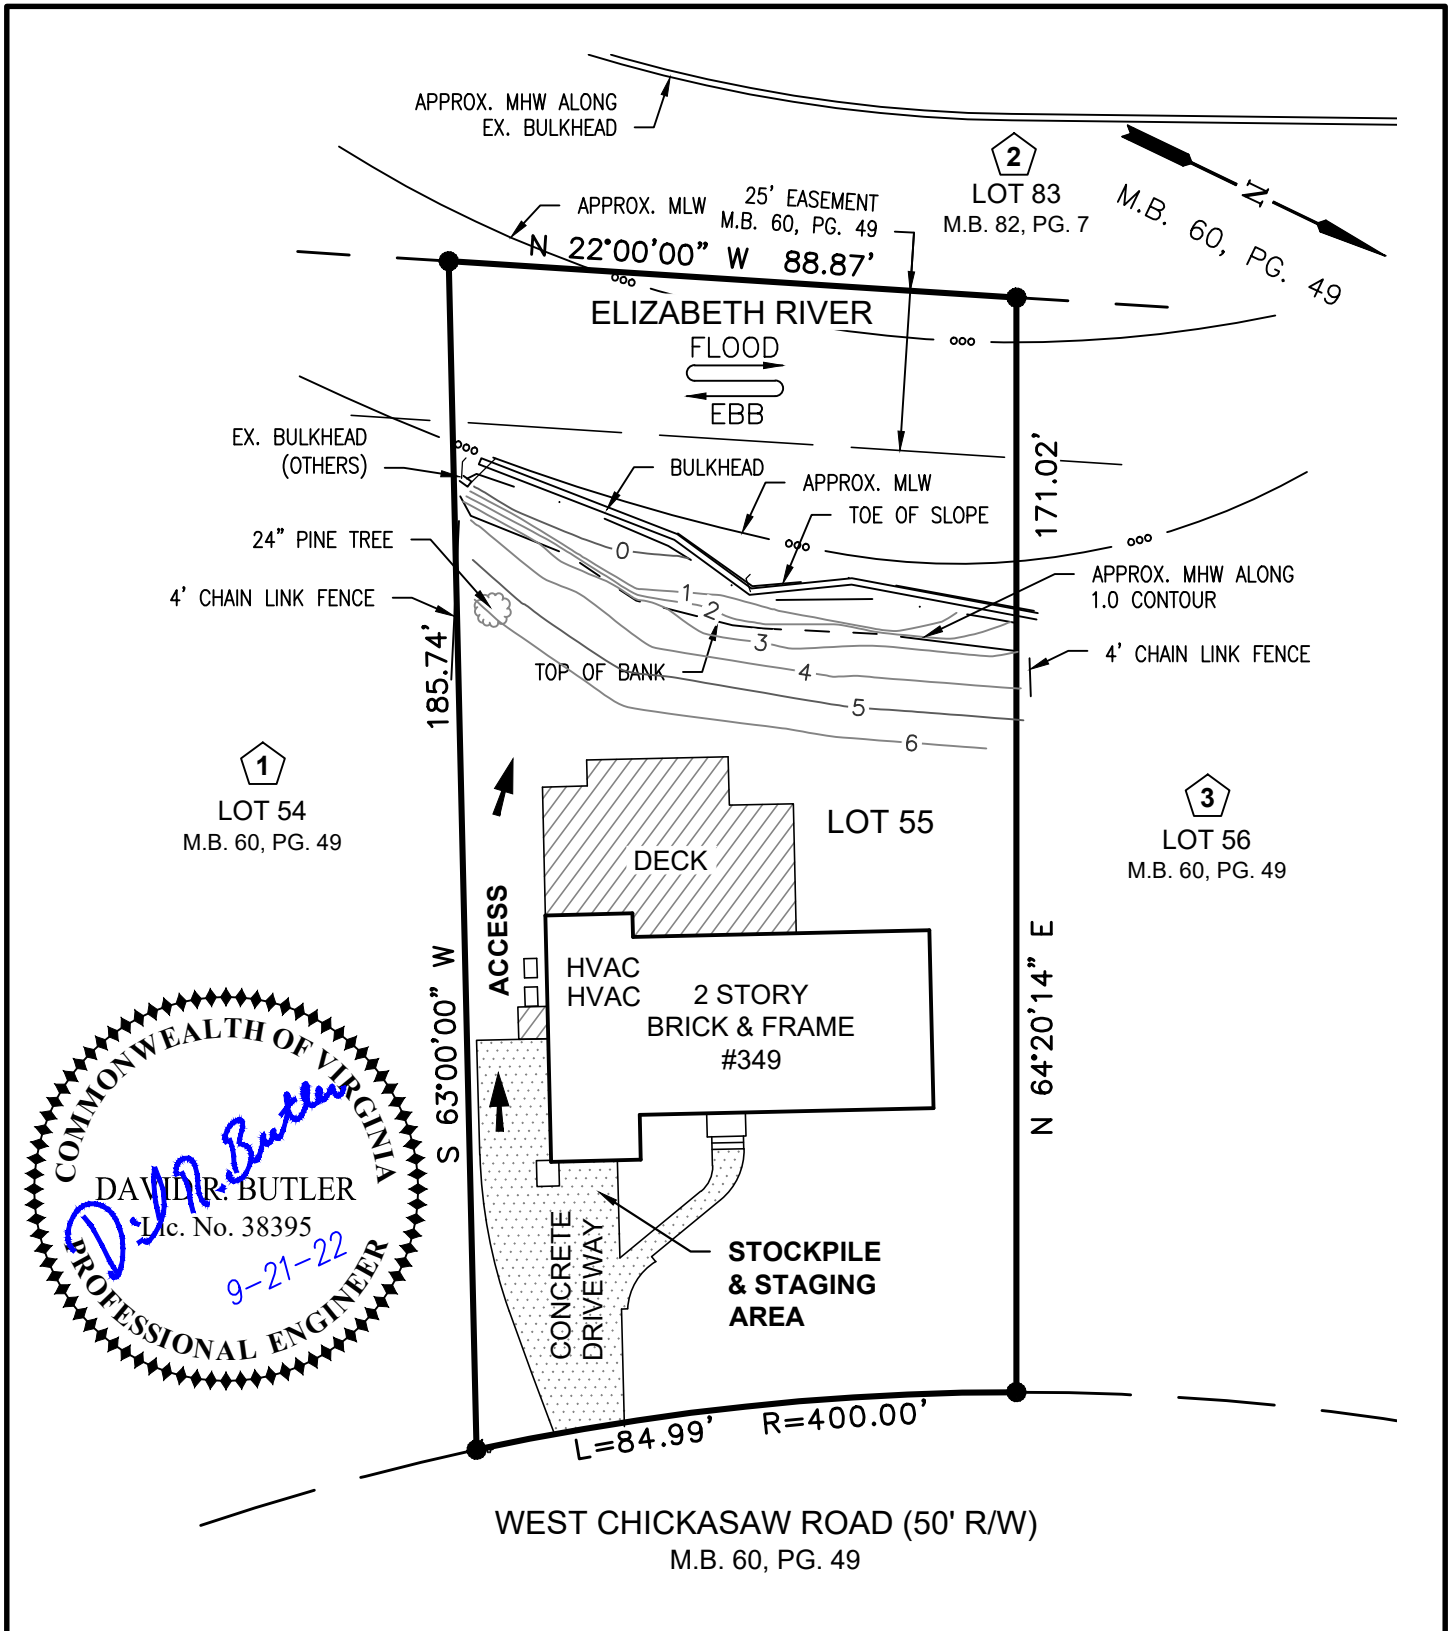 APPROX. MHW ALONG
EX. BULKHEAD
2
LOT 83
M.B. 82, PG. 7
N
M.B. 60, PG. 49
APPROX. MLW
25' EASEMENT
M.B. 60, PG. 49
N 22°00'00" W 88.87'
ELIZABETH RIVER
FLOOD
EBB
EX. BULKHEAD
(OTHERS)
BULKHEAD
APPROX. MLW
TOE OF SLOPE
171.02'
24" PINE TREE
4' CHAIN LINK FENCE
APPROX. MHW ALONG
1.0 CONTOUR
4' CHAIN LINK FENCE
TOP OF BANK
0
1
2
3
4
5
6
185.74'
1
LOT 54
M.B. 60, PG. 49
LOT 55
3
LOT 56
M.B. 60, PG. 49
DECK
ACCESS
HVAC
HVAC
2 STORY
BRICK & FRAME
#349
S 63°00'00" W
N 64°20'14" E
COMMONWEALTH OF VIRGINIA
DAVID R. BUTLER
Lic. No. 38395
9-21-22
PROFESSIONAL ENGINEER
D R. Butler
CONCRETE
DRIVEWAY
STOCKPILE
& STAGING
AREA
L=84.99' R=400.00'
WEST CHICKASAW ROAD (50' R/W)
M.B. 60, PG. 49